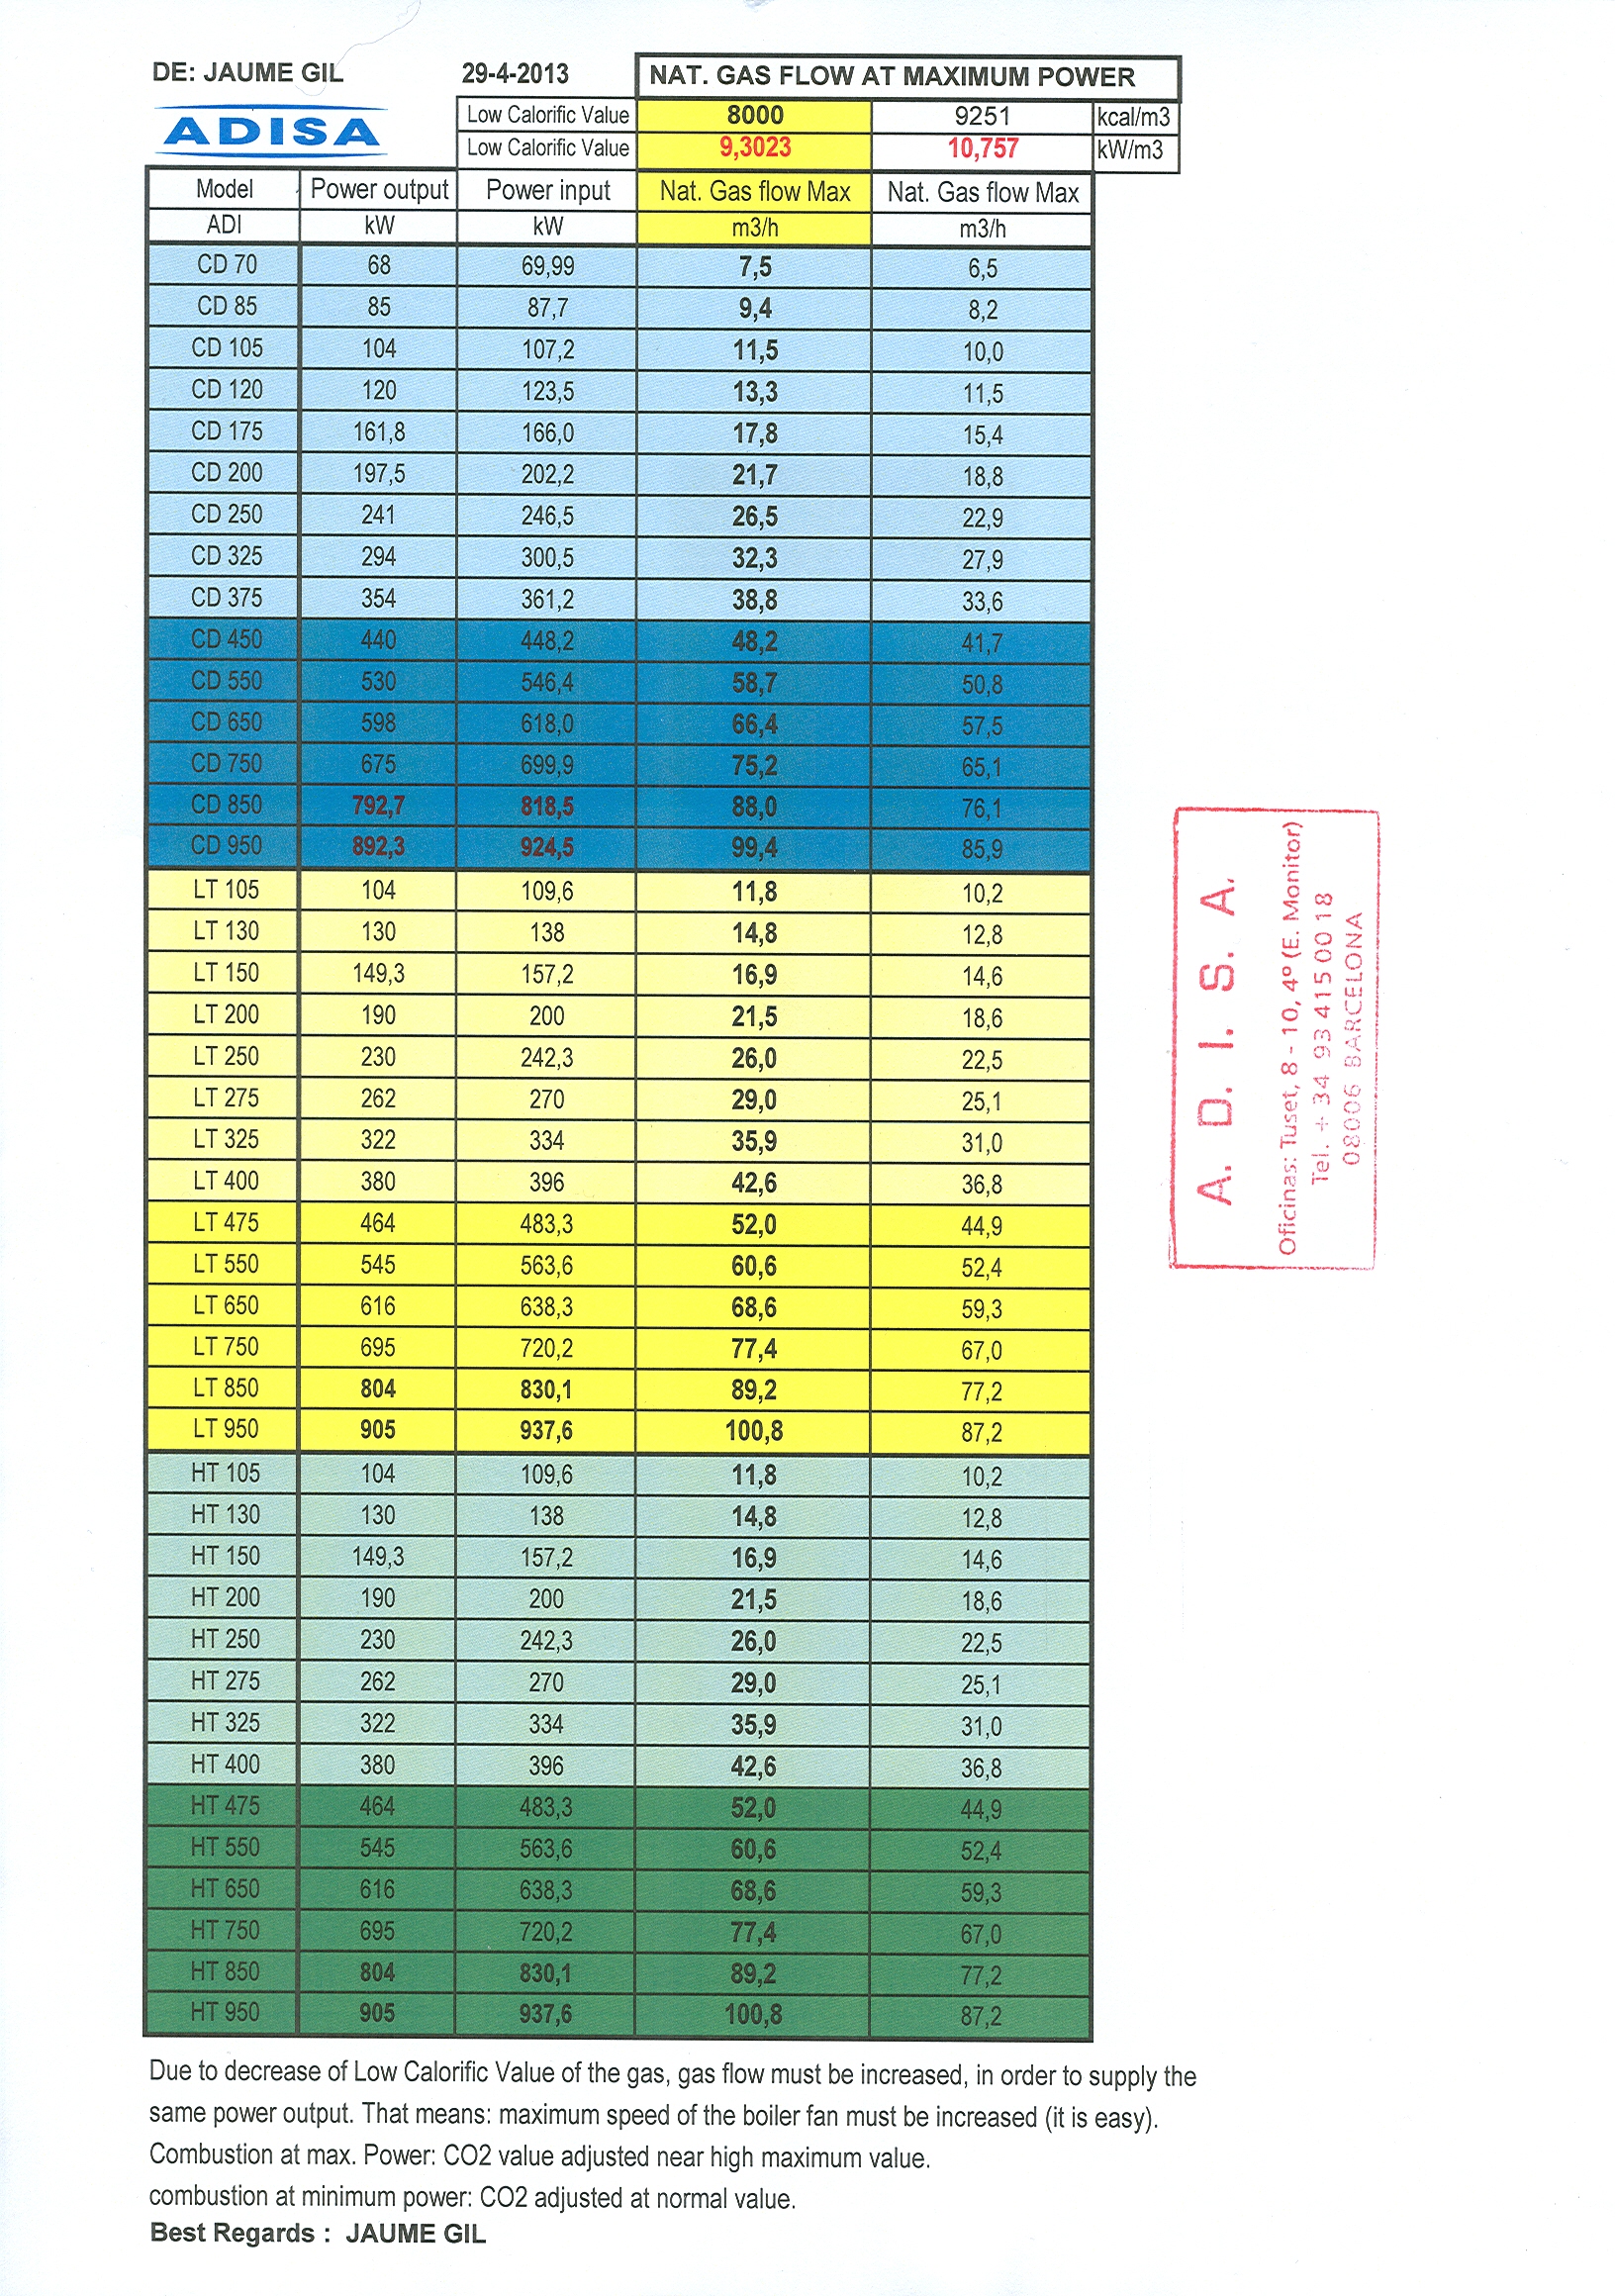 DE: JAUME GIL 29-4-2013 NAT. GAS FLOW AT MAXIMUM POWER
ADISA Low Calorific Value 8000 9251 kcal/m3
Low Calorific Value 9,3023 10,757 kW/m3
Model Power output Power input Nat. Gas flow Max Nat. Gas flow Max
ADI kW kW m3/h m3/h
CD 70 68 69,99 7,5 6,5
CD 85 85 87,7 9,4 8,2
CD 105 104 107,2 11,5 10,0
CD 120 120 123,5 13,3 11,5
CD 175 161,8 166,0 17,8 15,4
CD 200 197,5 202,2 21,7 18,8
CD 250 241 246,5 26,5 22,9
CD 325 294 300,5 32,3 27,9
CD 375 354 361,2 38,8 33,6
CD 450 440 448,2 48,2 41,7
CD 550 530 546,4 58,7 50,8
CD 650 598 618,0 66,4 57,5
CD 750 675 699,9 75,2 65,1
CD 850 792,7 818,5 88,0 76,1
CD 950 892,3 924,5 99,4 85,9
LT 105 104 109,6 11,8 10,2
LT 130 130 138 14,8 12,8
LT 150 149,3 157,2 16,9 14,6
LT 200 190 200 21,5 18,6
LT 250 230 242,3 26,0 22,5
LT 275 262 270 29,0 25,1
LT 325 322 334 35,9 31,0
LT 400 380 396 42,6 36,8
LT 475 464 483,3 52,0 44,9
LT 550 545 563,6 60,6 52,4
LT 650 616 638,3 68,6 59,3
LT 750 695 720,2 77,4 67,0
LT 850 804 830,1 89,2 77,2
LT 950 905 937,6 100,8 87,2
HT 105 104 109,6 11,8 10,2
HT 130 130 138 14,8 12,8
HT 150 149,3 157,2 16,9 14,6
HT 200 190 200 21,5 18,6
HT 250 230 242,3 26,0 22,5
HT 275 262 270 29,0 25,1
HT 325 322 334 35,9 31,0
HT 400 380 396 42,6 36,8
HT 475 464 483,3 52,0 44,9
HT 550 545 563,6 60,6 52,4
HT 650 616 638,3 68,6 59,3
HT 750 695 720,2 77,4 67,0
HT 850 804 830,1 89,2 77,2
HT 950 905 937,6 100,8 87,2
Due to decrease of Low Calorific Value of the gas, gas flow must be increased, in order to supply the
same power output. That means: maximum speed of the boiler fan must be increased (it is easy).
Combustion at max. Power: CO2 value adjusted near high maximum value.
combustion at minimum power: CO2 adjusted at normal value.
Best Regards : JAUME GIL
A. D. I. S. A.
Oficinas: Tuset, 8 - 10, 4º (E. Monitor)
Tel. + 34 93 415 00 18
08006 BARCELONA